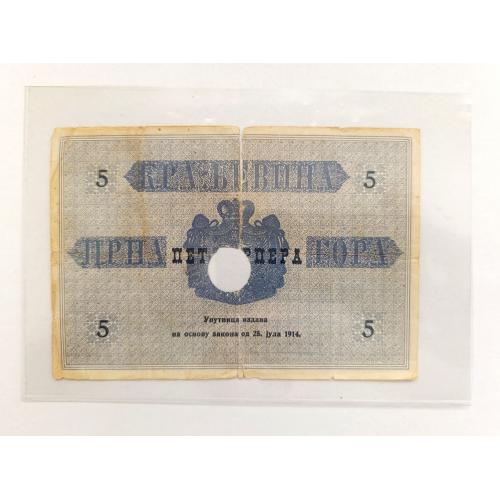 5 КРАЉЕВИНА 5
ЦРНА ПЕТ ПЕРА ГОРА
Упутница издана
на основу закона од 25. јула 1914.
5 5